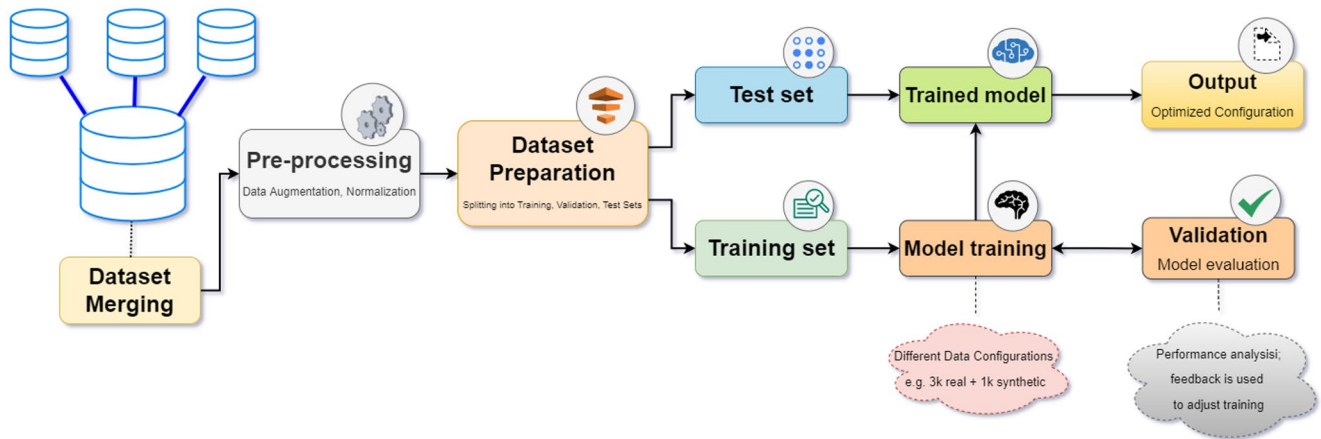 Dataset
Merging
Pre-processing
Data Augmentation, Normalization
Dataset
Preparation
Splitting into Training, Validation, Test Sets
Test set
Trained model
Output
Optimized Configuration
Training set
Model training
Validation
Model evaluation
Different Data Configurations
e.g. 3k real + 1k synthetic
Performance analysisi;
feedback is used
to adjust training